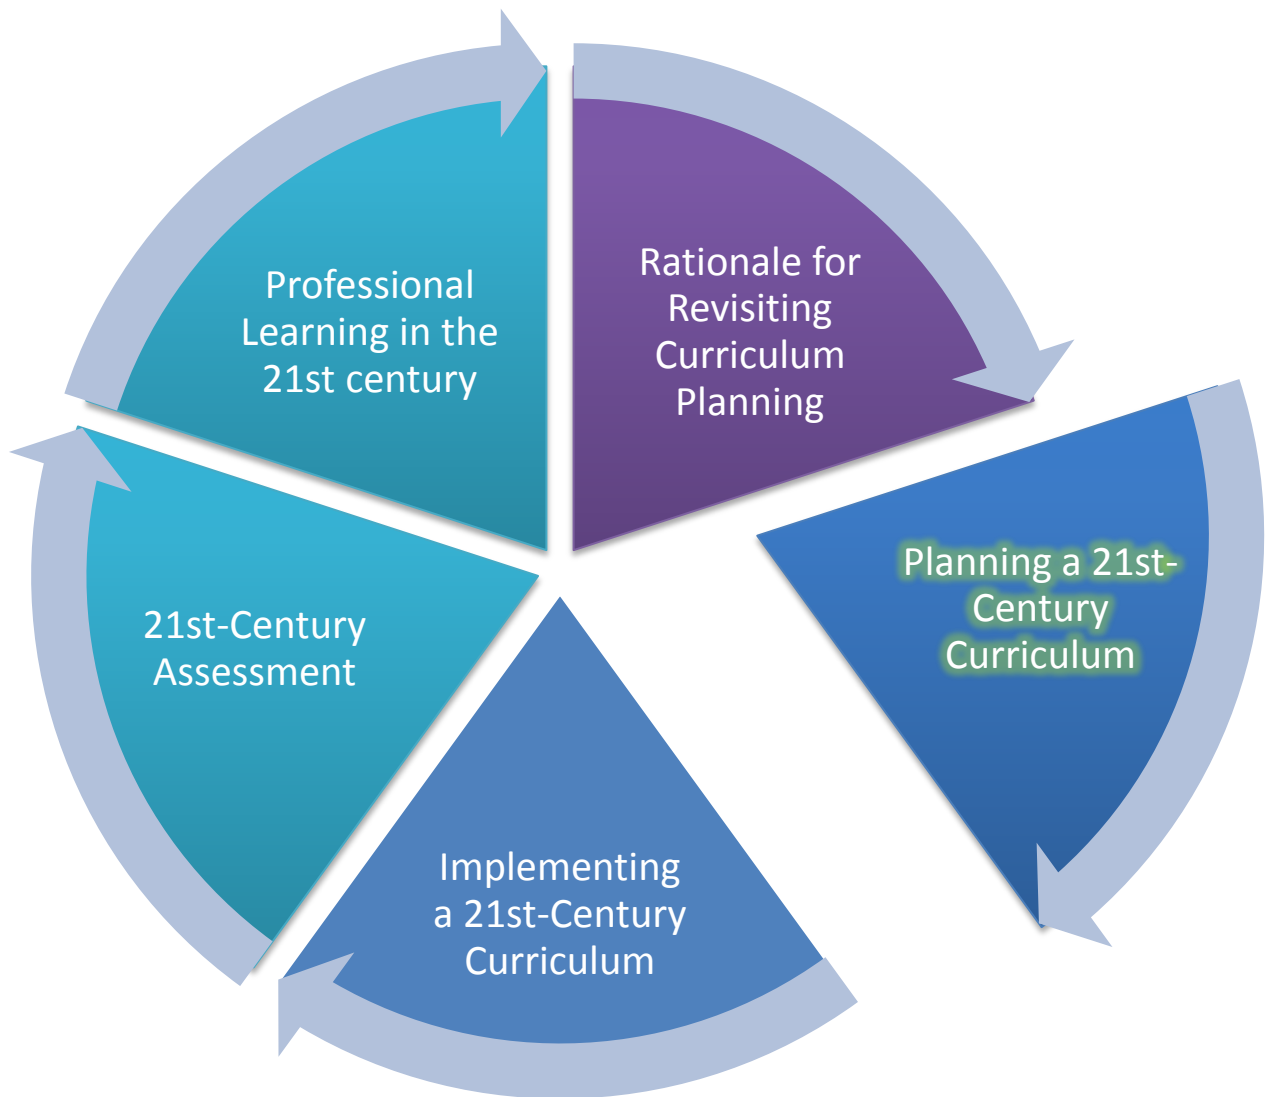 Rationale for
Revisiting
Curriculum
Planning
Planning a 21st-
Century
Curriculum
Implementing
a 21st-Century
Curriculum
21st-Century
Assessment
Professional
Learning in the
21st century